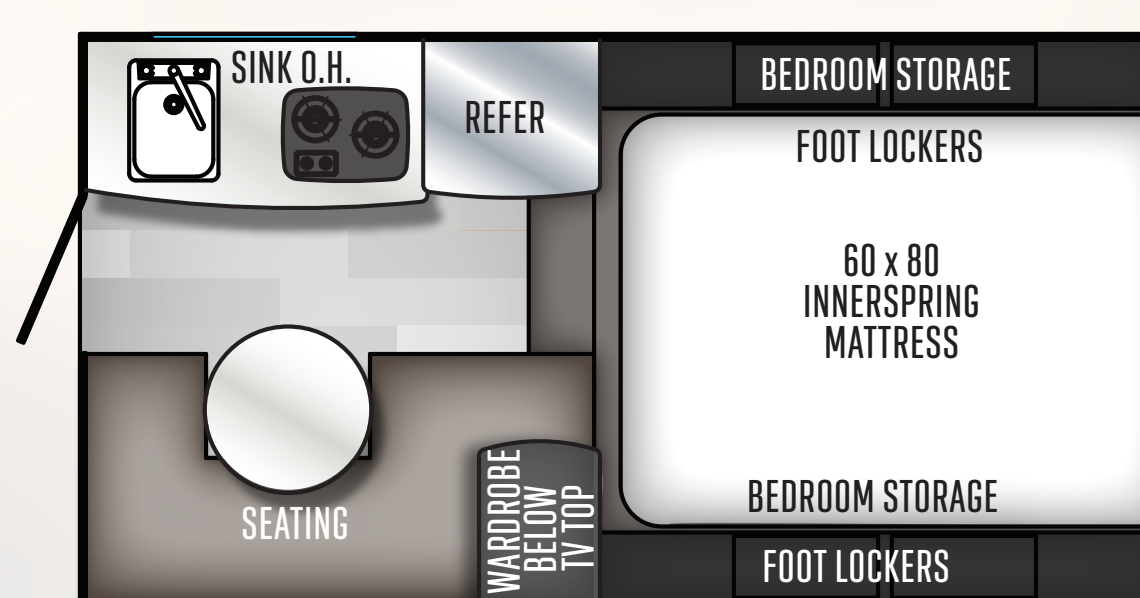 SINK O.H.
REFER
BEDROOM STORAGE
FOOT LOCKERS
60 x 80
INNERSPRING
MATTRESS
BEDROOM STORAGE
FOOT LOCKERS
SEATING
WARDROBE
BELOW
TV TOP